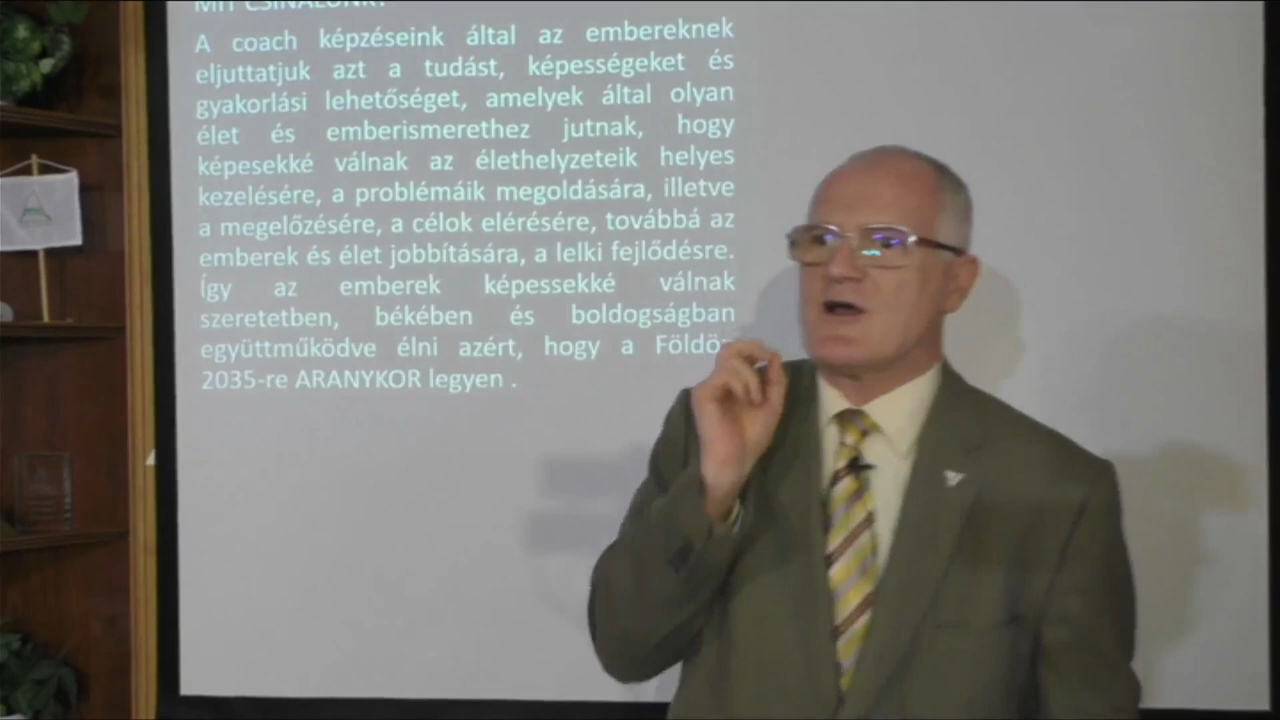 MIT CSINÁLUNK?
A coach képzéseink által az embereknek
eljuttatjuk azt a tudást, képességeket és
gyakorlási lehetőséget, amelyek által olyan
élet és emberismerethez jutnak, hogy
képesekké válnak az élethelyzeteik helyes
kezelésére, a problémáik megoldására, illetve
a megelőzésére, a célok elérésére, továbbá az
emberek és élet jobbítására, a lelki fejlődésre.
Így az emberek képessekké válnak
szeretetben, békében és boldogságban
együttműködve élni azért, hogy a Földön
2035-re ARANYKOR legyen .